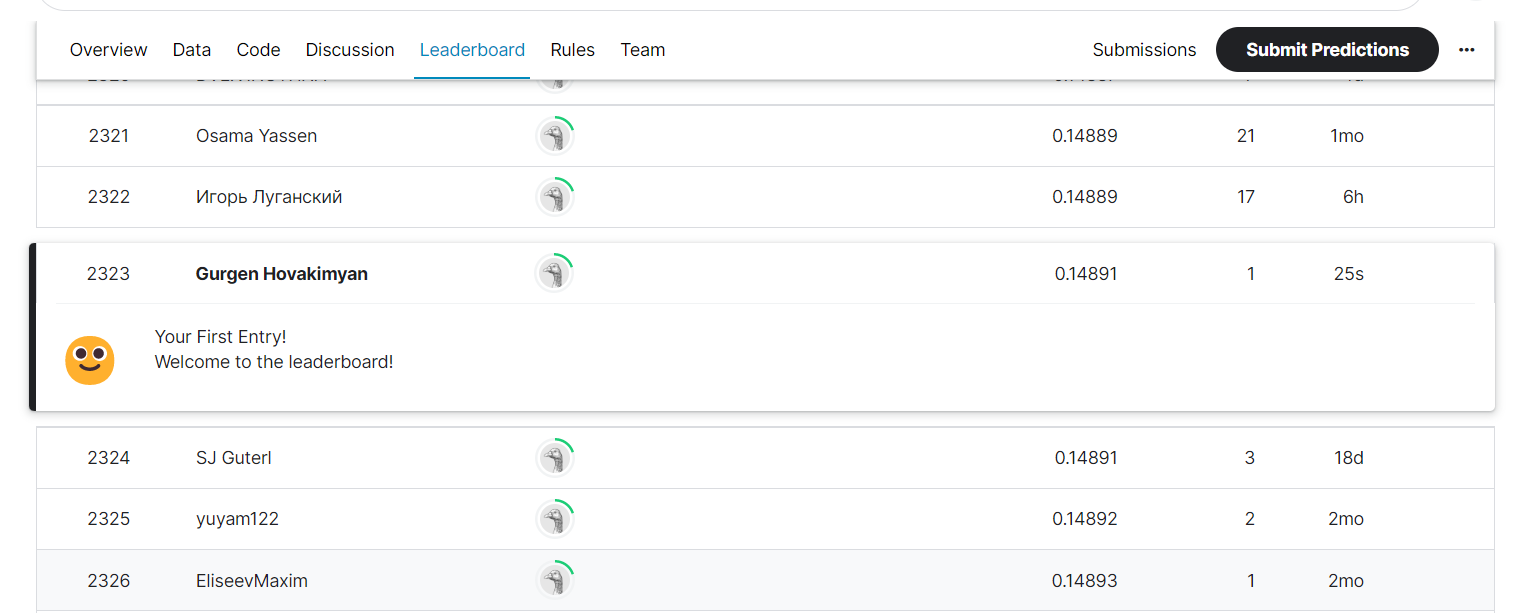 Overview Data Code Discussion Leaderboard Rules Team Submissions Submit Predictions ...
2321 Osama Yassen 0.14889 21 1mo
2322 Игорь Луганский 0.14889 17 6h
2323 Gurgen Hovakimyan 0.14891 1 25s
Your First Entry!
Welcome to the leaderboard!
2324 SJ Guterl 0.14891 3 18d
2325 yuyam122 0.14892 2 2mo
2326 EliseevMaxim 0.14893 1 2mo